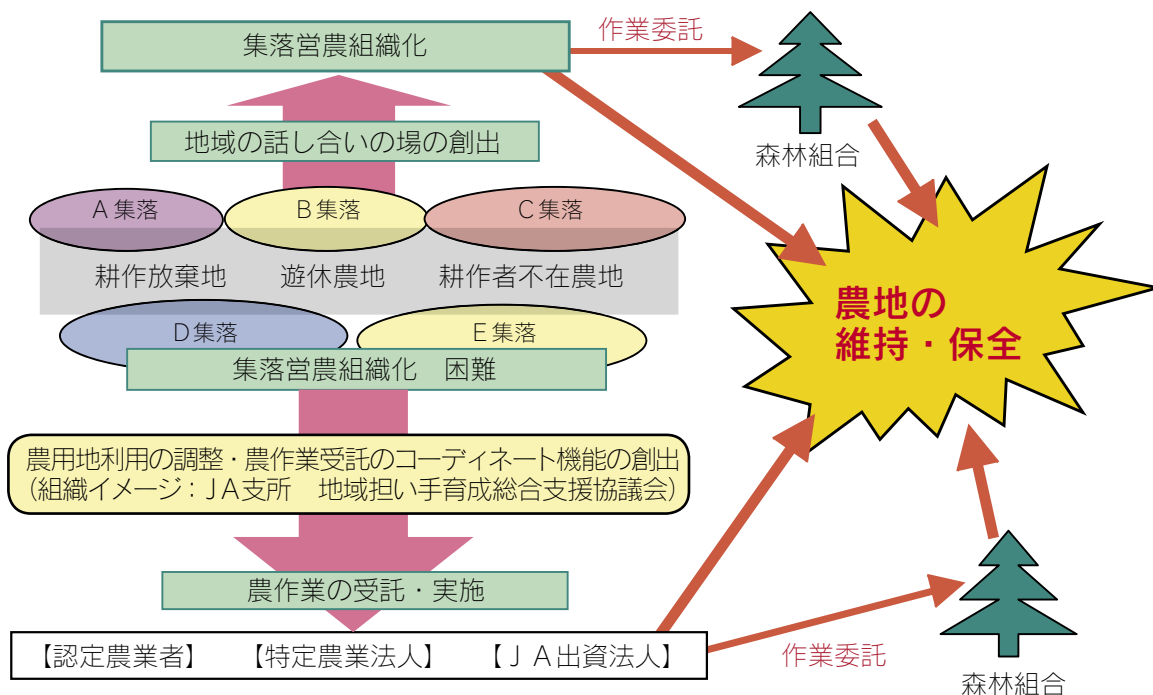 集落営農組織化
作業委託
森林組合
地域の話し合いの場の創出
A集落
B集落
C集落
耕作放棄地 遊休農地 耕作者不在農地
D集落
E集落
集落営農組織化 困難
農地の
維持・保全
農用地利用の調整・農作業受託のコーディネート機能の創出
(組織イメージ：JA支所 地域担い手育成総合支援協議会)
農作業の受託・実施
【認定農業者】 【特定農業法人】 【JA出資法人】
作業委託
森林組合